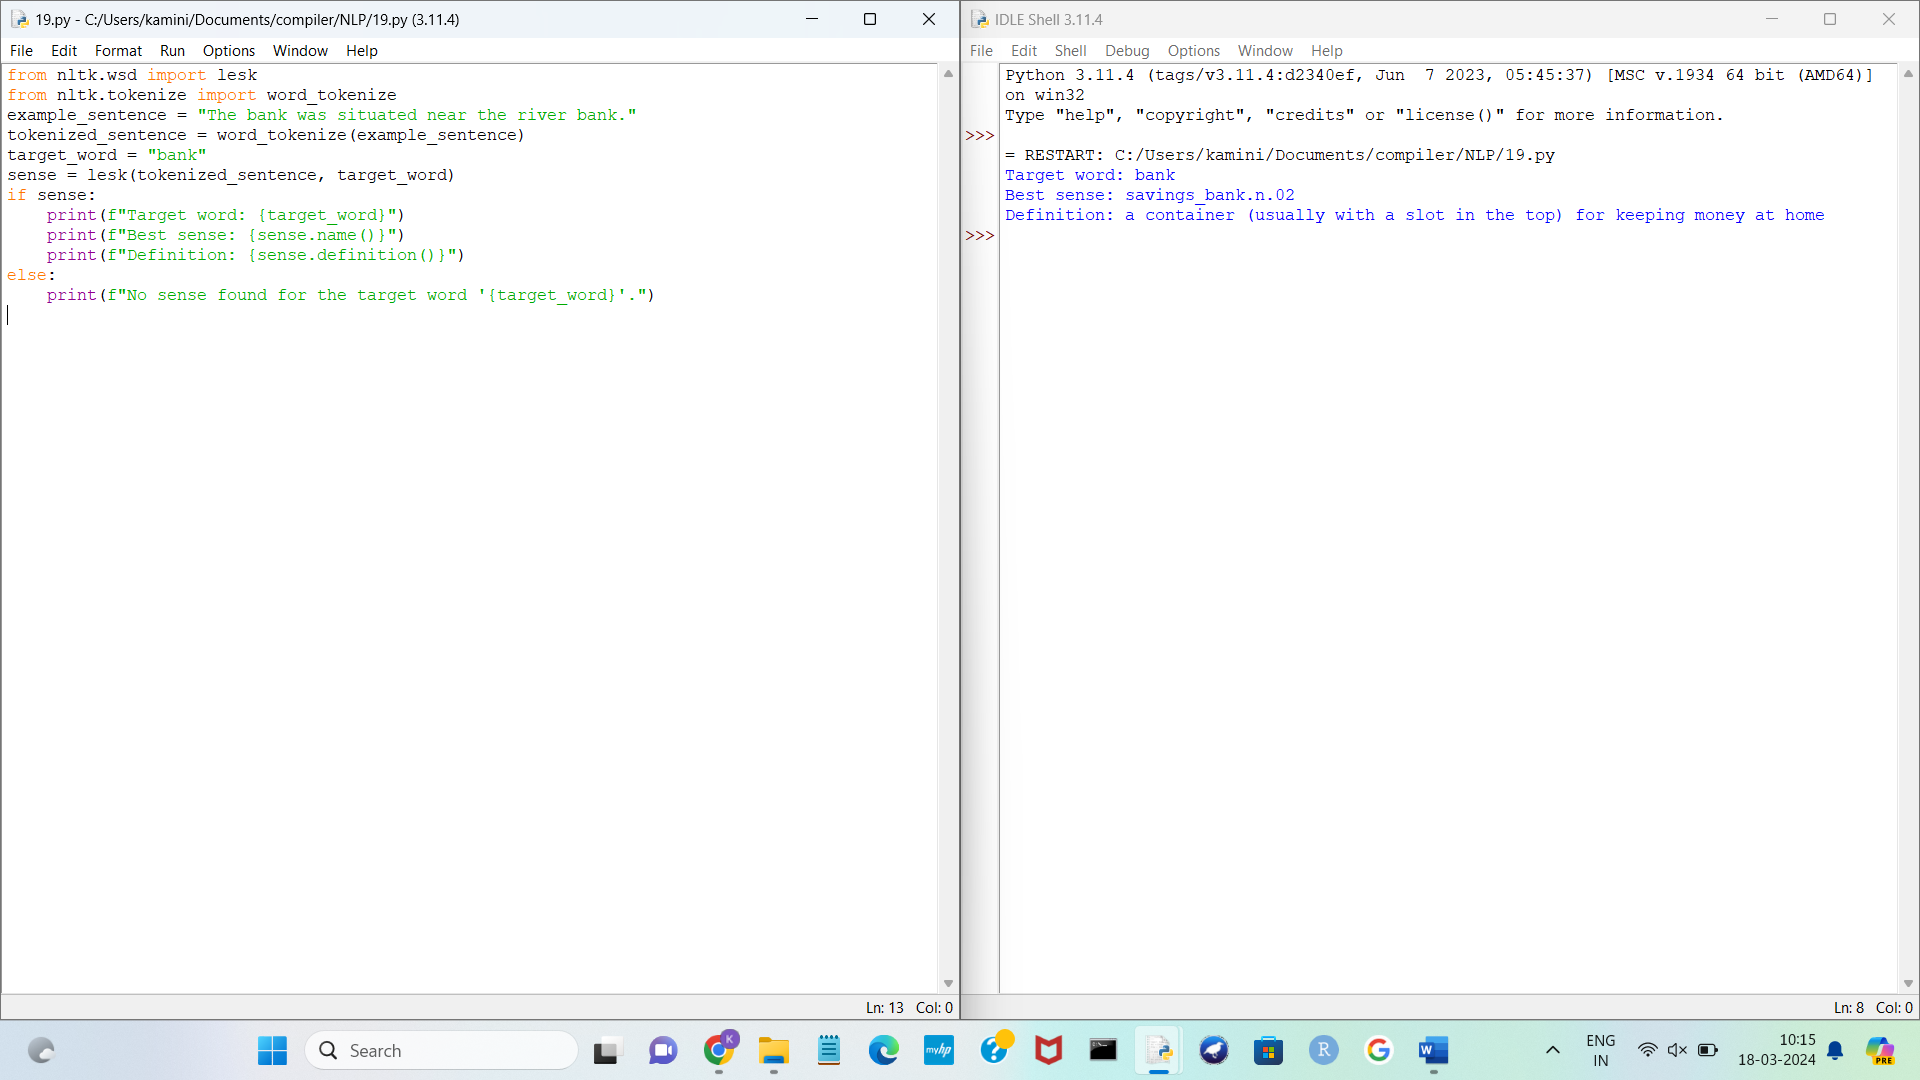 19.py - C:/Users/kamini/Documents/compiler/NLP/19.py (3.11.4)
File Edit Format Run Options Window Help
from nltk.wsd import lesk
from nltk.tokenize import word_tokenize
example_sentence = "The bank was situated near the river bank."
tokenized_sentence = word_tokenize(example_sentence)
target_word = "bank"
sense = lesk(tokenized_sentence, target_word)
if sense:
    print(f"Target word: {target_word}")
    print(f"Best sense: {sense.name()}")
    print(f"Definition: {sense.definition()}")
else:
    print(f"No sense found for the target word '{target_word}'.")
Ln: 13 Col: 0
IDLE Shell 3.11.4
File Edit Shell Debug Options Window Help
Python 3.11.4 (tags/v3.11.4:d2340ef, Jun  7 2023, 05:45:37) [MSC v.1934 64 bit (AMD64)]
on win32
Type "help", "copyright", "credits" or "license()" for more information.
>>>
= RESTART: C:/Users/kamini/Documents/compiler/NLP/19.py
Target word: bank
Best sense: savings_bank.n.02
Definition: a container (usually with a slot in the top) for keeping money at home
>>>
Ln: 8 Col: 0
Search
K
myhp
?
R
G
W
ENG
IN
10:15
18-03-2024
PRE